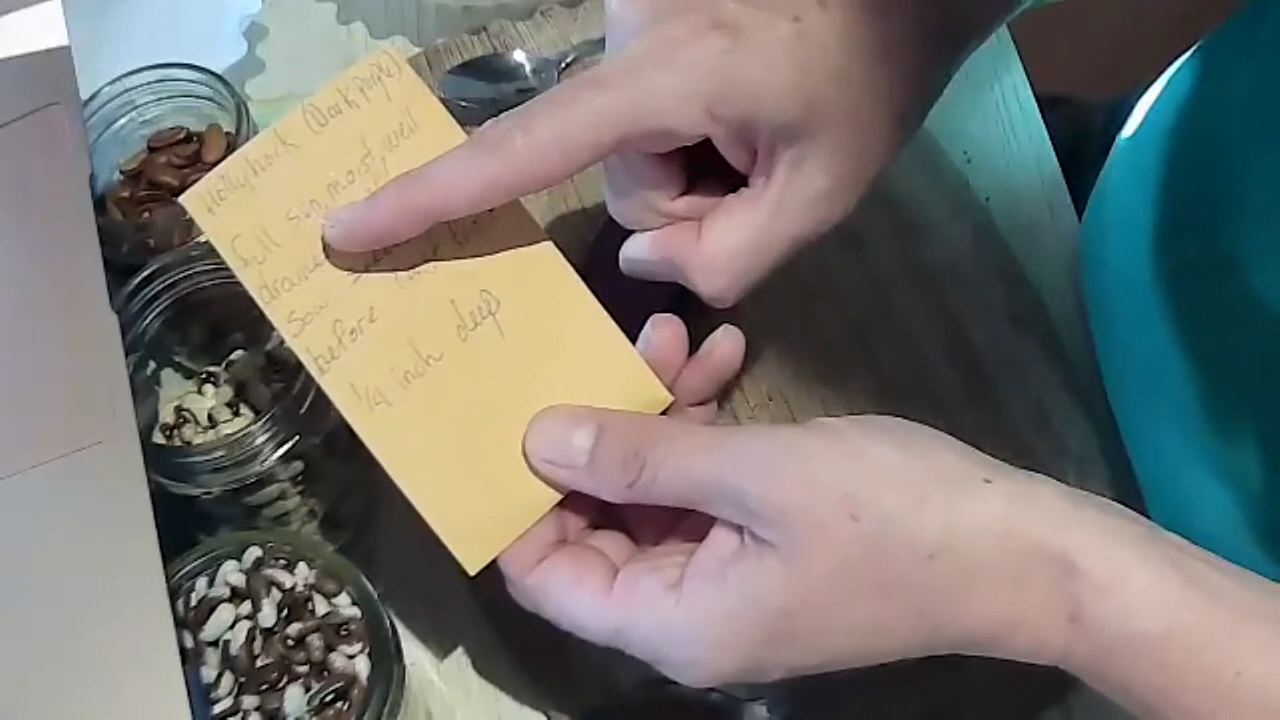 Hollyhock (Dark Purple)
full sun, moist, well
drained
Sow
before
1/4 inch deep